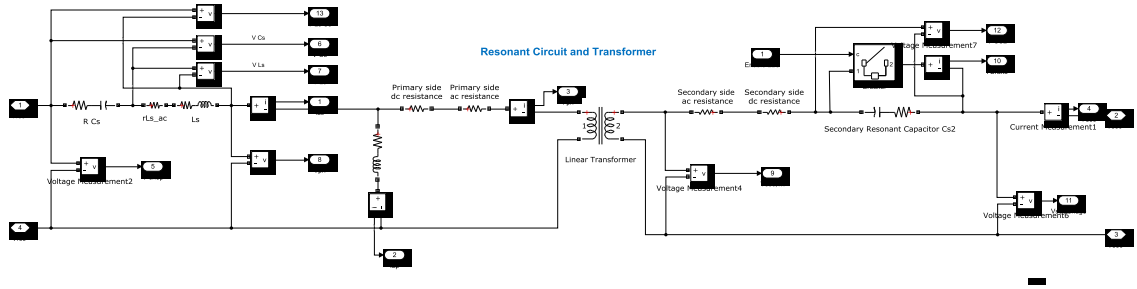 Resonant Circuit and Transformer
13
V Cs
6
V Ls
7
1
R Cs
rLs_ac
Ls
1
Voltage Measurement2
5
8
4
2
Primary side
dc resistance
Primary side
ac resistance
3
1
2
Linear Transformer
Secondary side
ac resistance
Secondary side
dc resistance
Voltage Measurement4
9
1
c
1
2
Voltage Measurement7
12
10
Secondary Resonant Capacitor Cs2
Current Measurement1
4
2
Voltage Measurement6
11
3